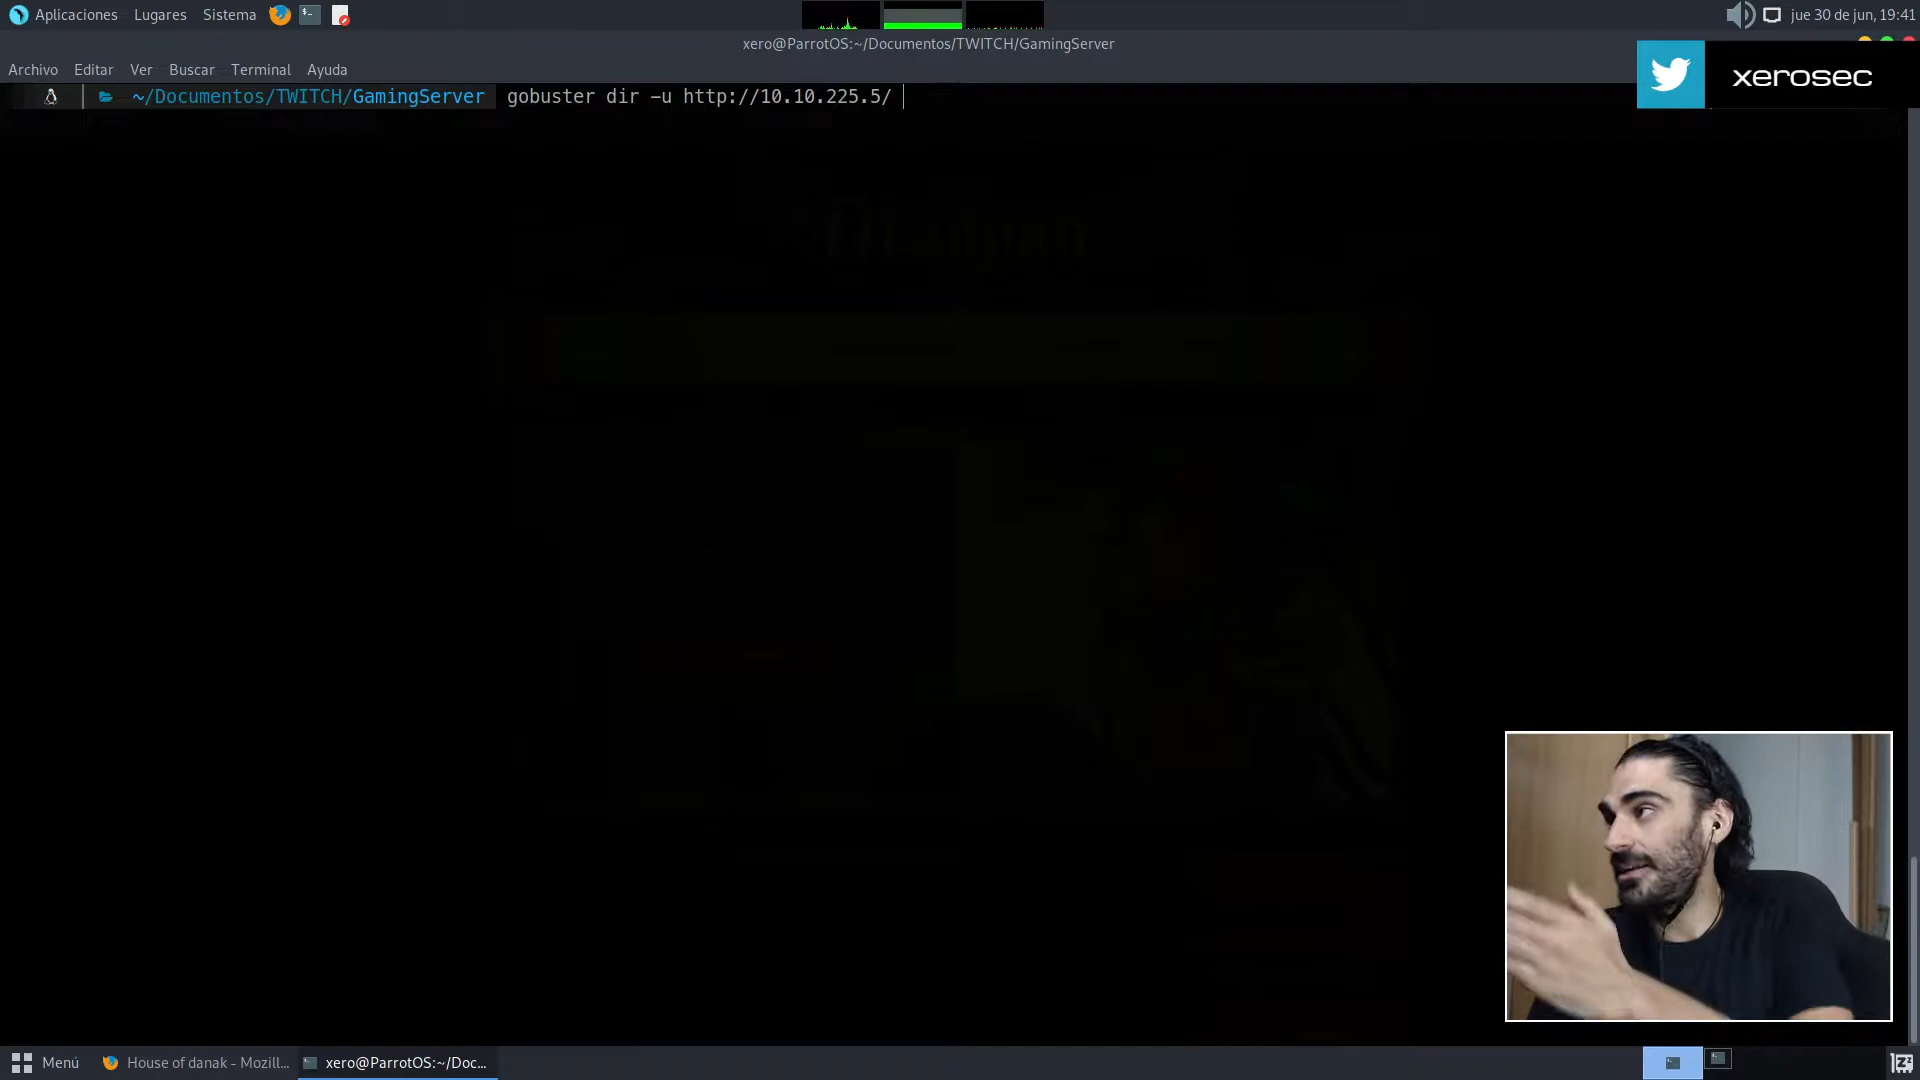 Aplicaciones Lugares Sistema
jue 30 de jun, 19:41
xero@ParrotOS:~/Documentos/TWITCH/GamingServer
Archivo Editar Ver Buscar Terminal Ayuda
xerosec
~/Documentos/TWITCH/GamingServer gobuster dir -u http://10.10.225.5/
Menú House of danak - Mozill... xero@ParrotOS:~/Doc...